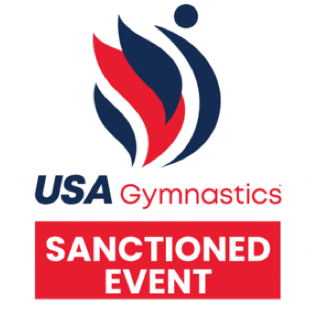 USA Gymnastics
SANCTIONED
EVENT